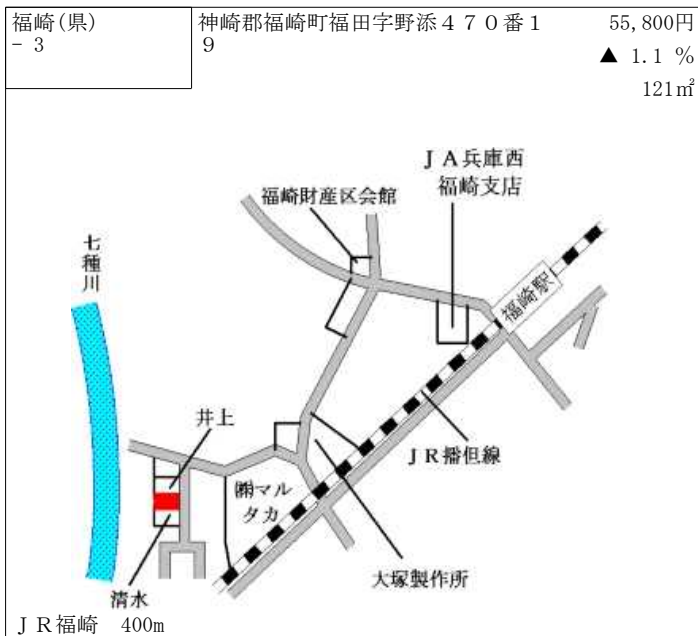 福崎(県)
- 3
神崎郡福崎町福田字野添４７０番１
９
55,800円
▲ 1.1 %
121㎡
ＪＡ兵庫西
福崎支店
福崎財産区会館
七種川
福崎駅
井上
ＪＲ播但線
㈱マル
タカ
大塚製作所
清水
ＪＲ福崎 400m